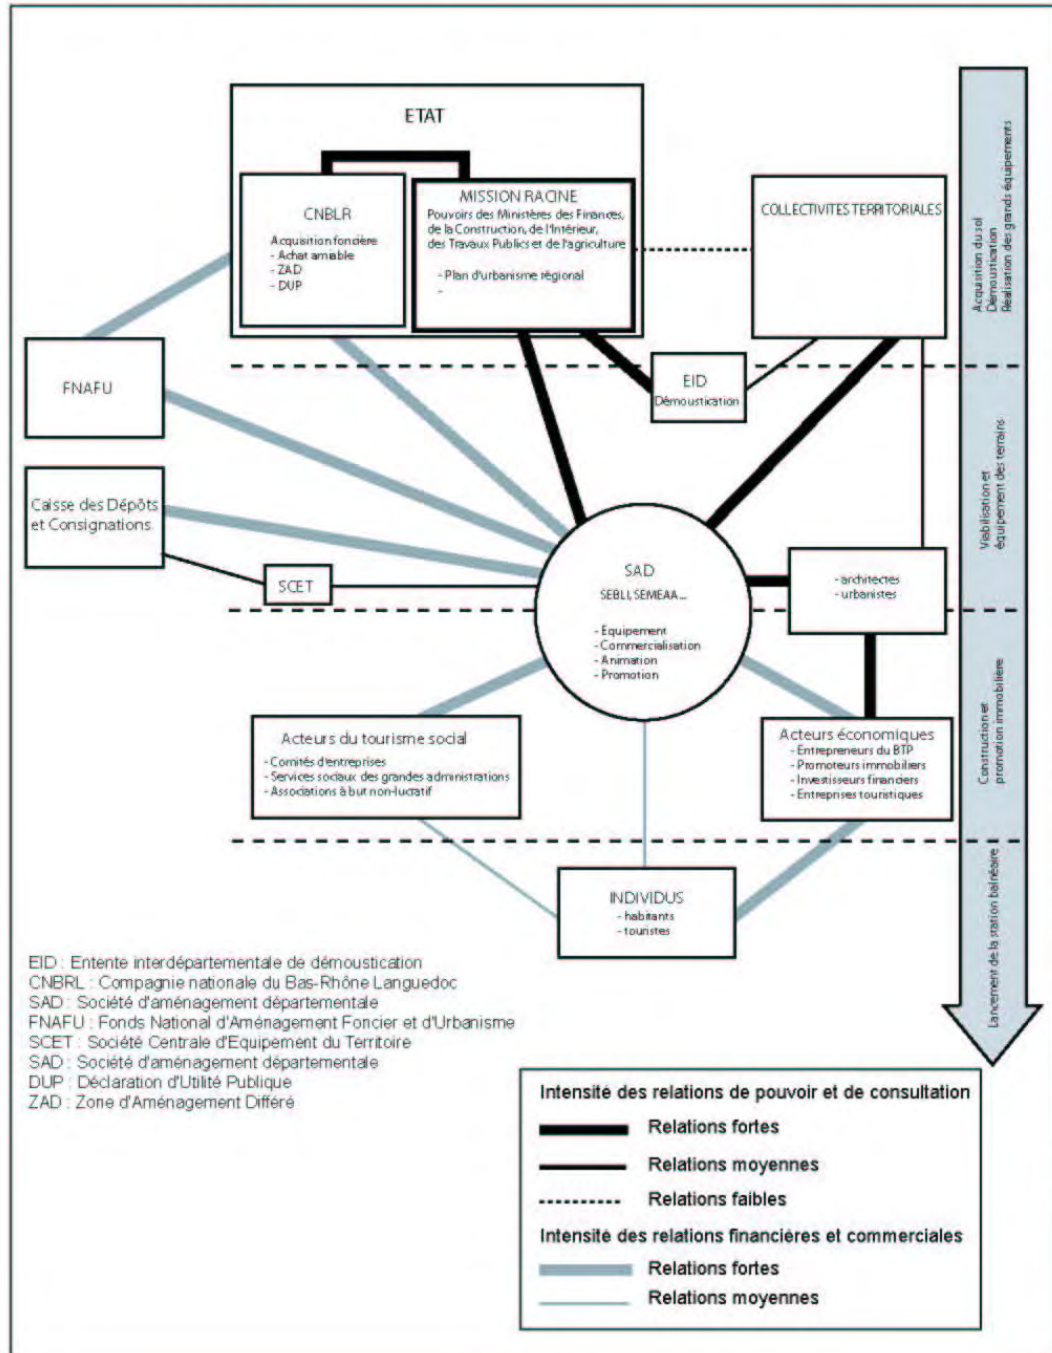 ETAT
CNBLR
Acquisition foncière
- Achat amiable
- ZAD
- DUP
MISSION RACINE
Pouvoirs des Ministères des Finances,
de la Construction, de l'Intérieur,
des Travaux Publics et de l'agriculture
- Plan d'urbanisme régional
-
COLLECTIVITES TERRITORIALES
Acquisition du sol
Démoustication
Réalisation des grands équipements
FNAFU
EID
Démoustication
Caisse des Dépôts
et Consignations
SCET
SAD
SEBLI, SEMEAA...
- Equipement
- Commercialisation
- Animation
- Promotion
- architectes
- urbanistes
Viabilisation et
équipement des terrains
Acteurs du tourisme social
- Comités d'entreprises
- Services sociaux des grandes administrations
- Associations à but non-lucratif
Acteurs économiques
- Entrepreneurs du BTP
- Promoteurs immobiliers
- Investisseurs financiers
- Entreprises touristiques
Construction et
promotion immobilière
INDIVIDUS
- habitants
- touristes
Lancement de la station balnéaire
EID : Entente interdépartementale de démoustication
CNBRL : Compagnie nationale du Bas-Rhône Languedoc
SAD : Société d'aménagement départementale
FNAFU : Fonds National d'Aménagement Foncier et d'Urbanisme
SCET : Société Centrale d'Equipement du Territoire
SAD : Société d'aménagement départementale
DUP : Déclaration d'Utilité Publique
ZAD : Zone d'Aménagement Différé
Intensité des relations de pouvoir et de consultation
Relations fortes
Relations moyennes
Relations faibles
Intensité des relations financières et commerciales
Relations fortes
Relations moyennes